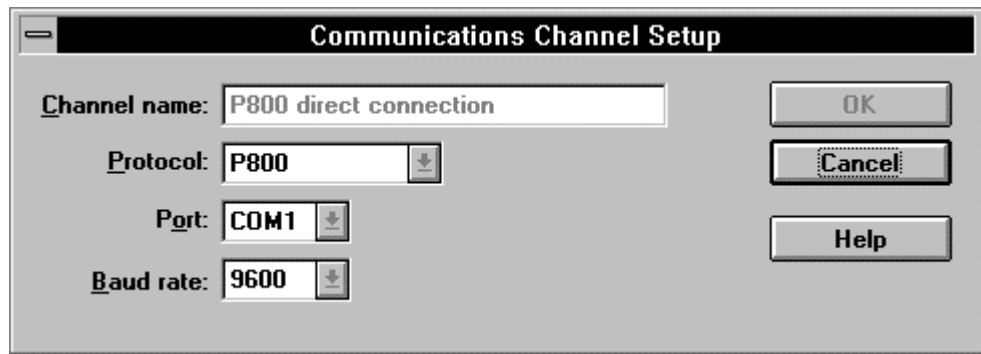 Communications Channel Setup
Channel name: P800 direct connection
OK
Protocol: P800
Cancel
Port: COM1
Help
Baud rate: 9600